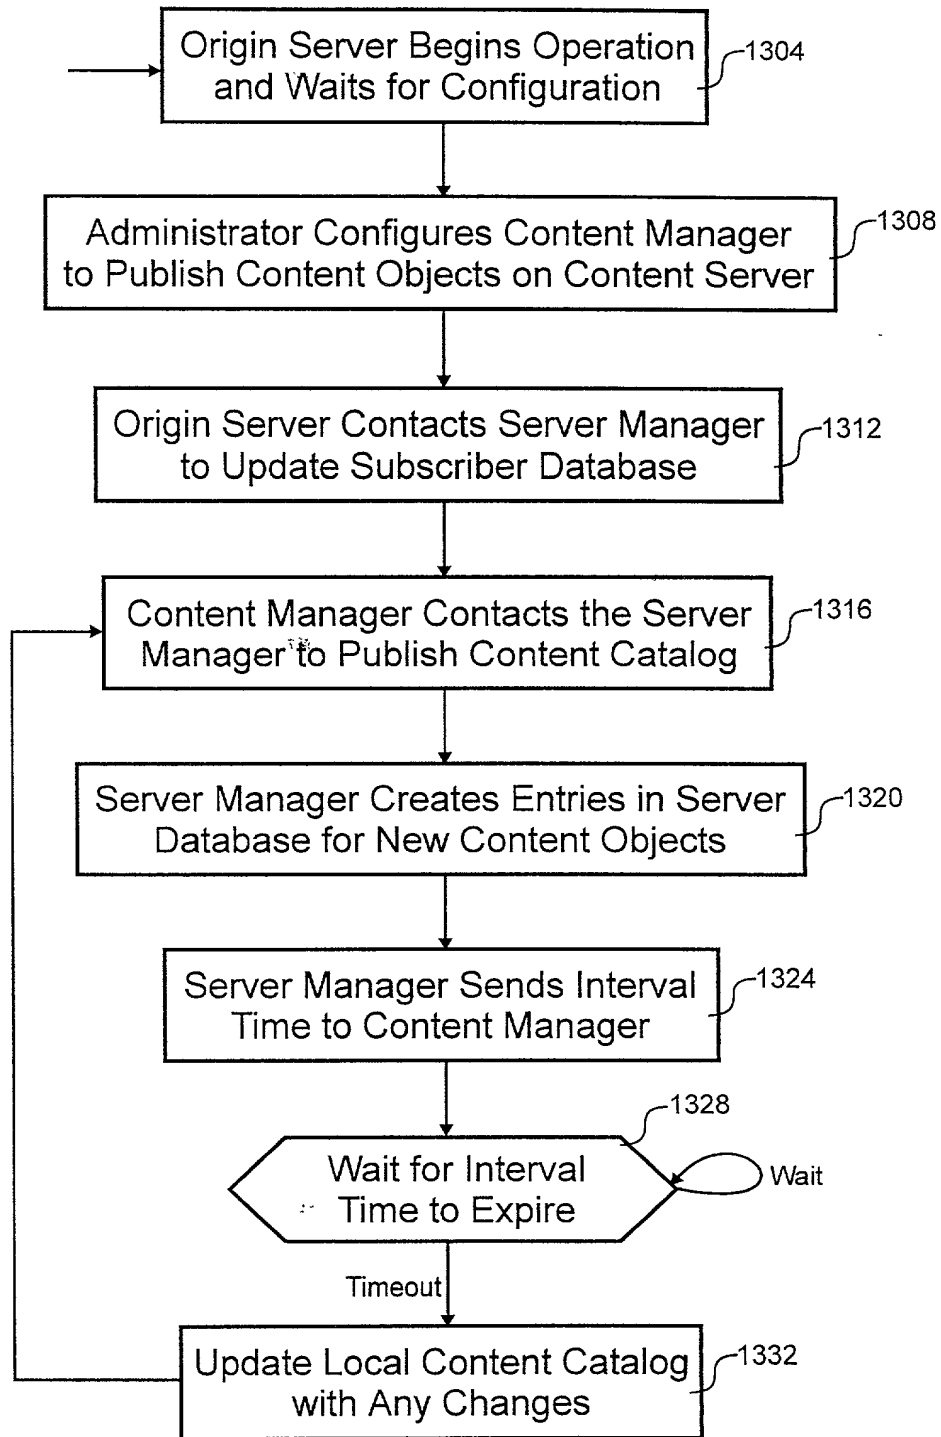 Origin Server Begins Operation
and Waits for Configuration
1304
Administrator Configures Content Manager
to Publish Content Objects on Content Server
1308
Origin Server Contacts Server Manager
to Update Subscriber Database
1312
Content Manager Contacts the Server
Manager to Publish Content Catalog
1316
Server Manager Creates Entries in Server
Database for New Content Objects
1320
Server Manager Sends Interval
Time to Content Manager
1324
1328
Wait for Interval
Time to Expire
Wait
Timeout
Update Local Content Catalog
with Any Changes
1332